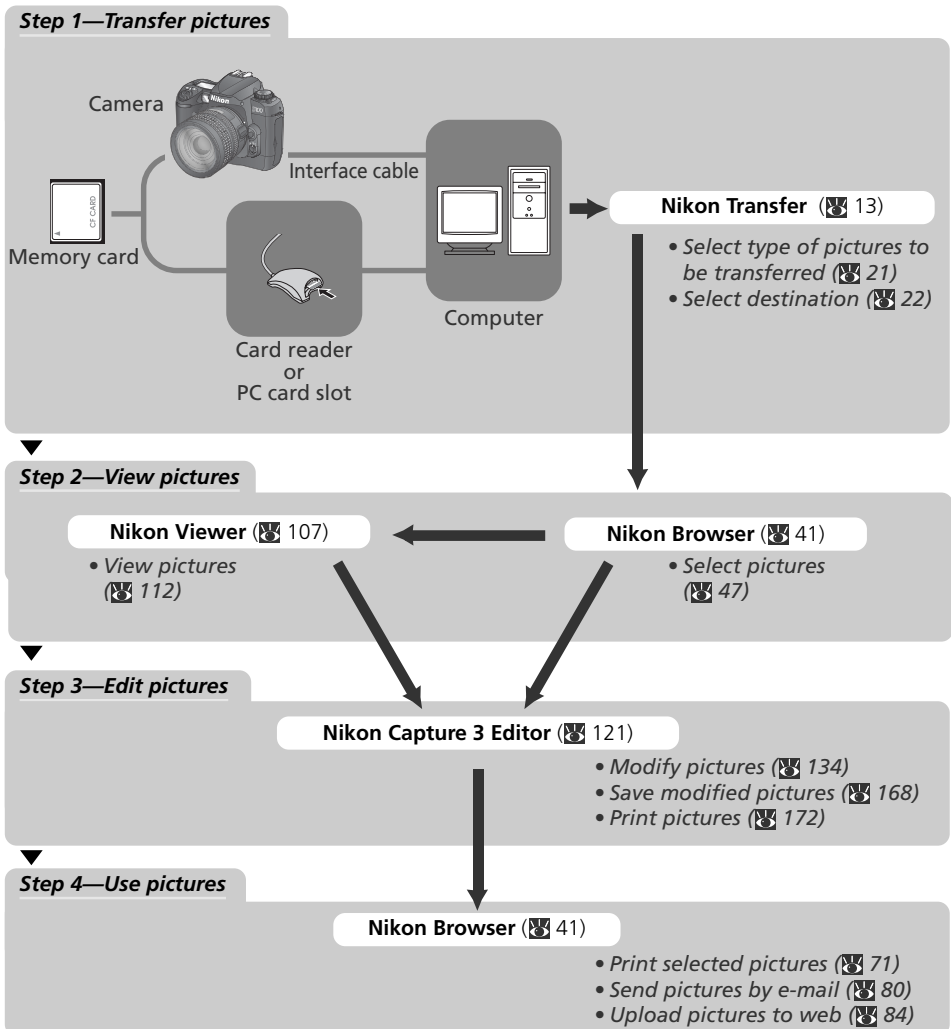 Step 1—Transfer pictures
Camera
Nikon
D100
Interface cable
CF CARD
Memory card
Card reader
or
PC card slot
Computer
Nikon Transfer ( 13)
• Select type of pictures to
be transferred ( 21)
• Select destination ( 22)
Step 2—View pictures
Nikon Viewer ( 107)
• View pictures
( 112)
Nikon Browser ( 41)
• Select pictures
( 47)
Step 3—Edit pictures
Nikon Capture 3 Editor ( 121)
• Modify pictures ( 134)
• Save modified pictures ( 168)
• Print pictures ( 172)
Step 4—Use pictures
Nikon Browser ( 41)
• Print selected pictures ( 71)
• Send pictures by e-mail ( 80)
• Upload pictures to web ( 84)